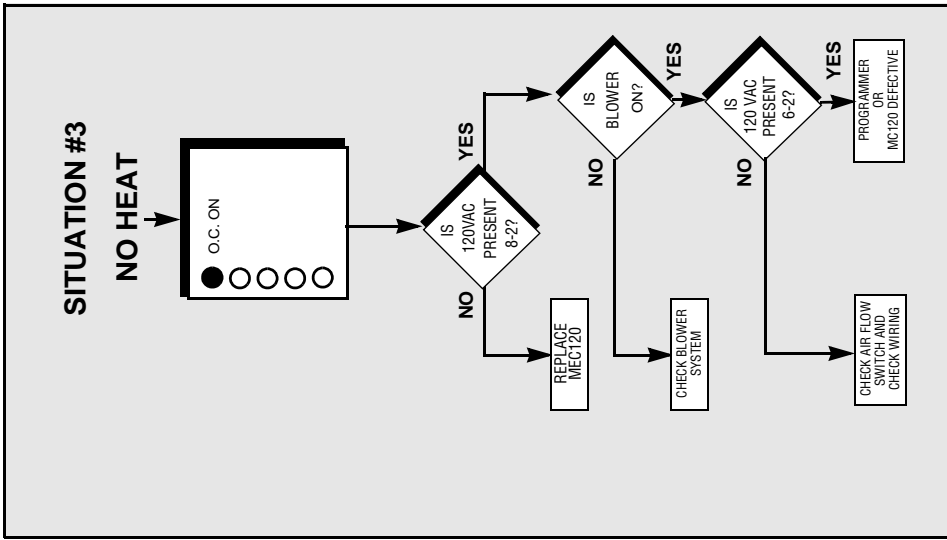 SITUATION #3
NO HEAT
O.C. ON
IS
120VAC
PRESENT
8-2?
NO
YES
REPLACE
MEC120
IS
BLOWER
ON?
NO
YES
CHECK BLOWER
SYSTEM
IS
120 VAC
PRESENT
6-2?
NO
YES
CHECK AIR FLOW
SWITCH AND
CHECK WIRING
PROGRAMMER
OR
MC120 DEFECTIVE